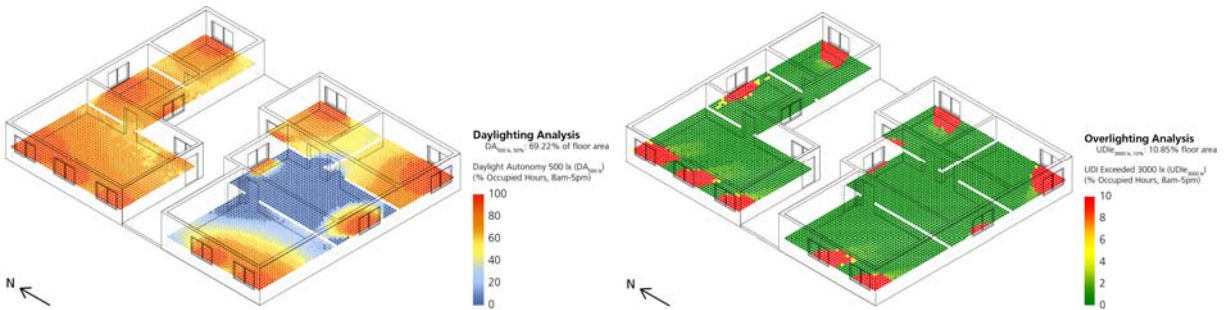 Daylighting Analysis
DA500 lx, 50%: 69.22% of floor area
Daylight Autonomy 500 lx (DA500 lx)
(% Occupied Hours, 8am-5pm)
100
80
60
40
20
0
N
Overlighting Analysis
UDIe3000 lx, 10%: 10.85% floor area
UDI Exceeded 3000 lx (UDIe3000 lx)
(% Occupied Hours, 8am-5pm)
10
8
6
4
2
0
N